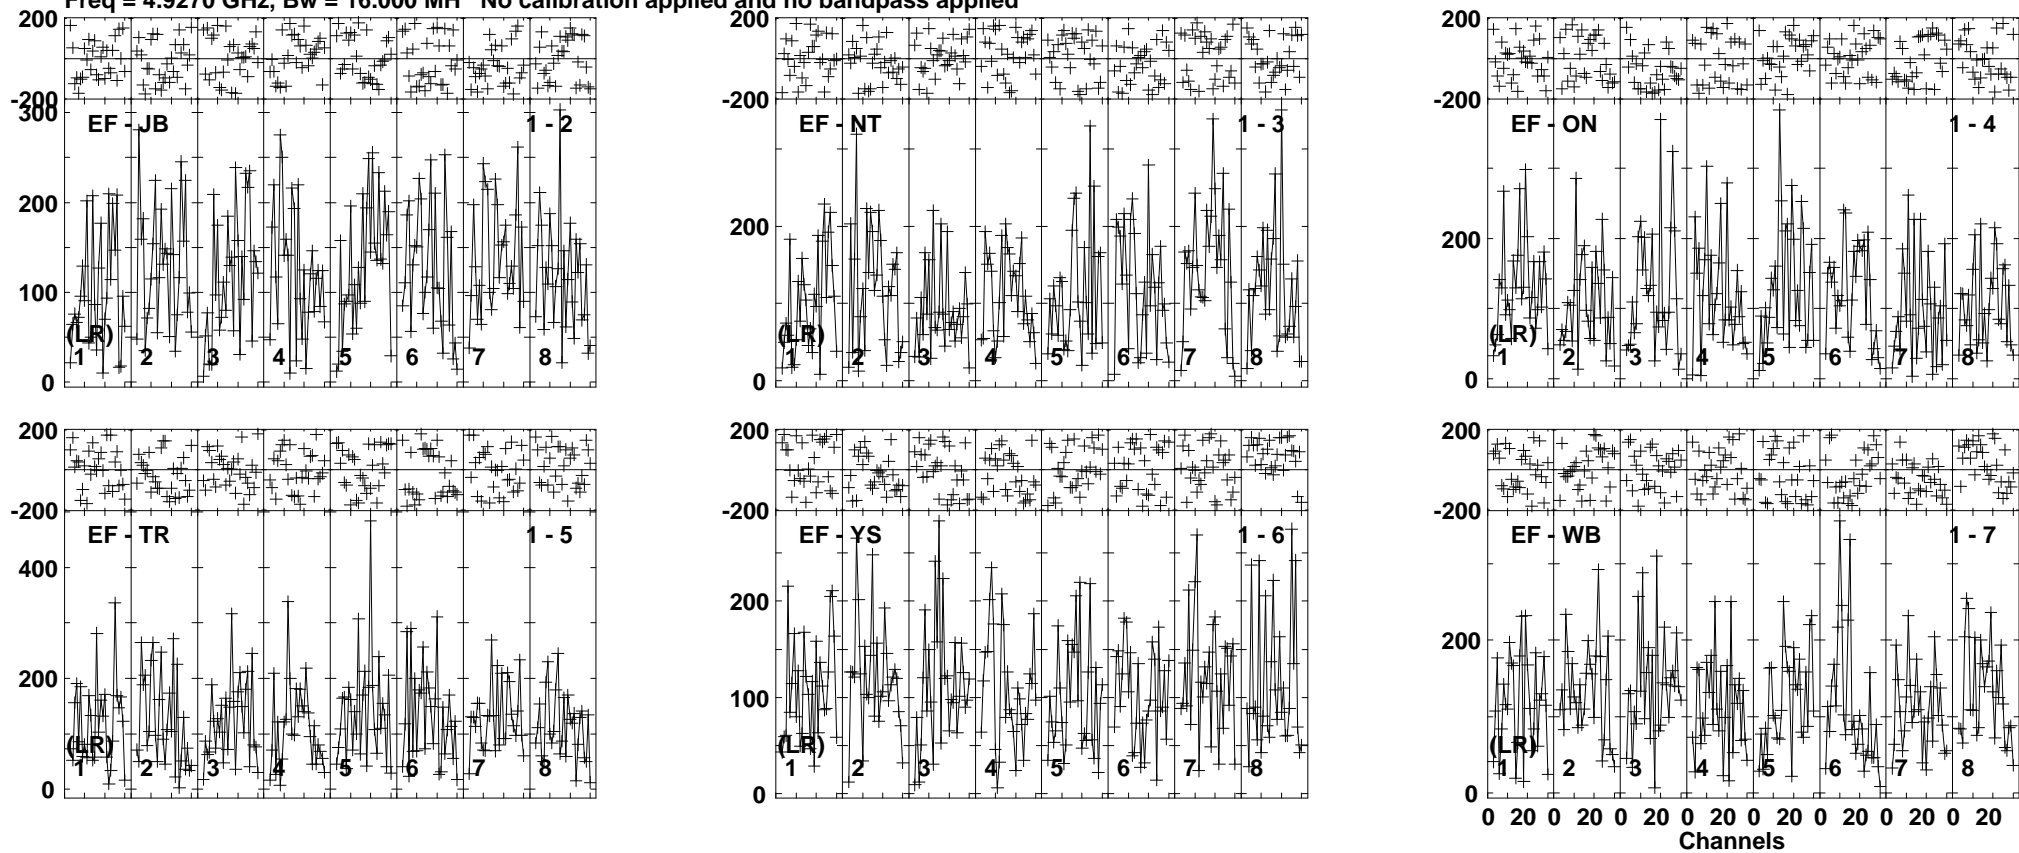 Freq = 4.9270 GHz, Bw = 16.000 MH No calibration applied and no bandpass applied
200 200 200
-200 -200 -200
300
EF - JB 1 - 2 EF - NT 1 - 3 EF - ON 1 - 4
200 200 200
100
(LR) (LR) (LR)
1 2 3 4 5 6 7 8 1 2 3 4 5 6 7 8 1 2 3 4 5 6 7 8
0 0 0
200 200 200
-200 -200 -200
EF - TR 1 - 5 EF - YS 1 - 6 EF - WB 1 - 7
400
200 200 200
100
(LR) (LR) (LR)
1 2 3 4 5 6 7 8 1 2 3 4 5 6 7 8 1 2 3 4 5 6 7 8
0 0 0
0 20 0 20 0 20 0 20 0 20 0 20 0 20 0 20
Channels